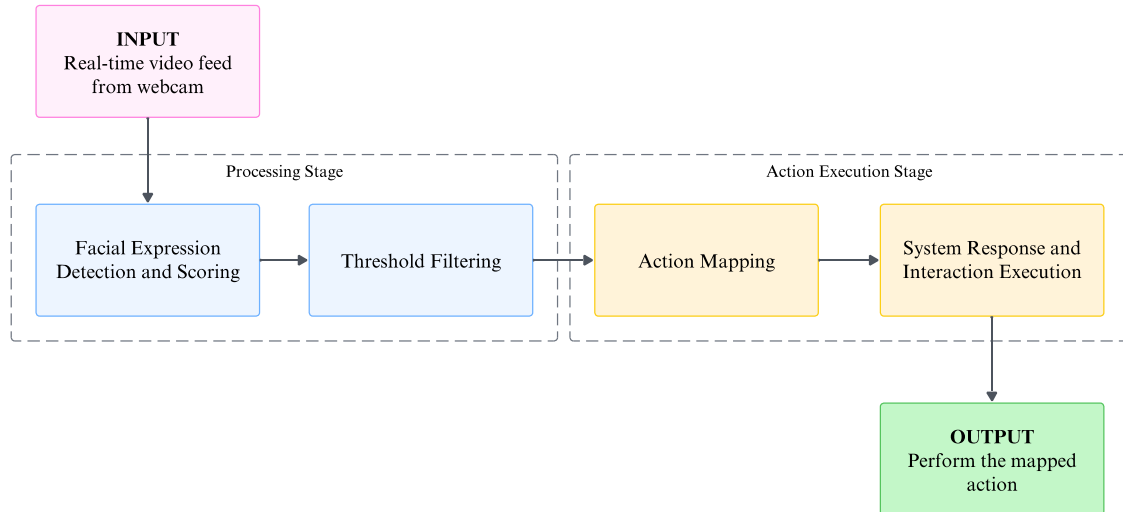 INPUT
Real-time video feed
from webcam
Processing Stage
Action Execution Stage
Facial Expression
Detection and Scoring
Threshold Filtering
Action Mapping
System Response and
Interaction Execution
OUTPUT
Perform the mapped
action